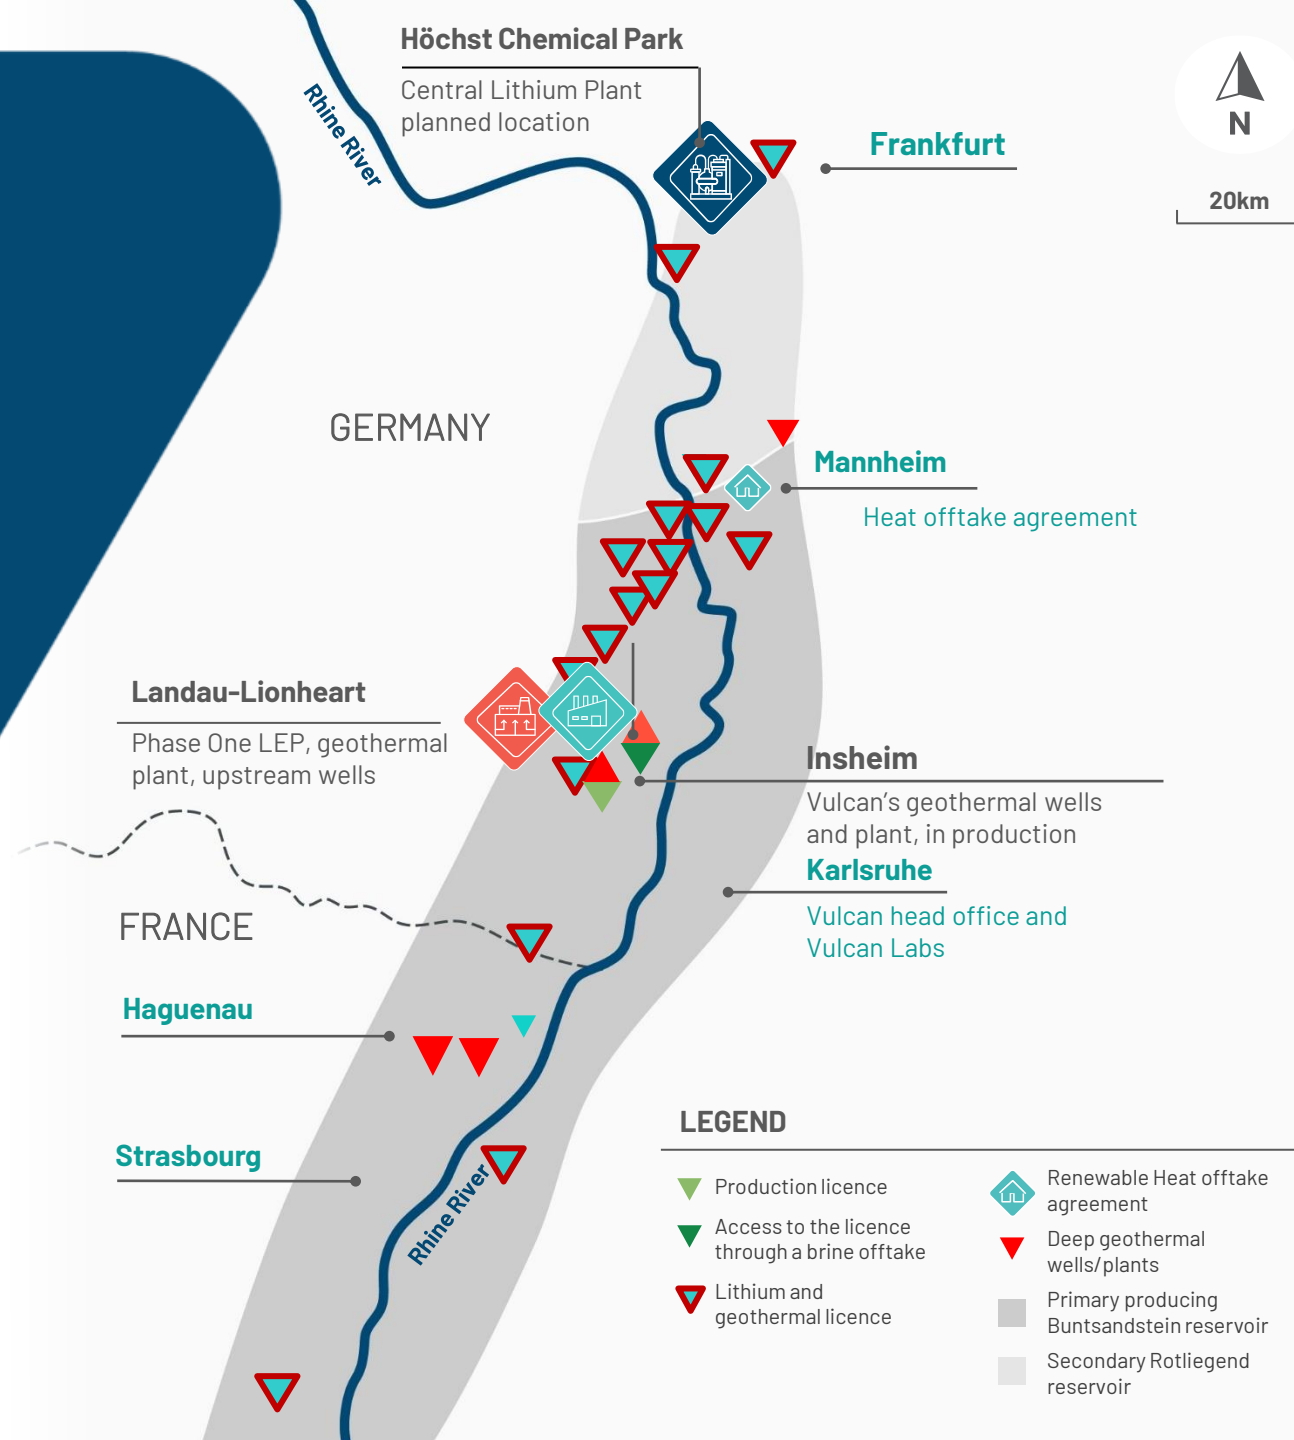 Höchst Chemical Park
Central Lithium Plant
planned location
Rhine River
N
Frankfurt
20km
GERMANY
Mannheim
Heat offtake agreement
Landau-Lionheart
Phase One LEP, geothermal
plant, upstream wells
Insheim
Vulcan's geothermal wells
and plant, in production
Karlsruhe
Vulcan head office and
Vulcan Labs
FRANCE
Haguenau
Strasbourg
Rhine River
LEGEND
Production licence
Access to the licence
through a brine offtake
Lithium and
geothermal licence
Renewable Heat offtake
agreement
Deep geothermal
wells/plants
Primary producing
Buntsandstein reservoir
Secondary Rotliegend
reservoir